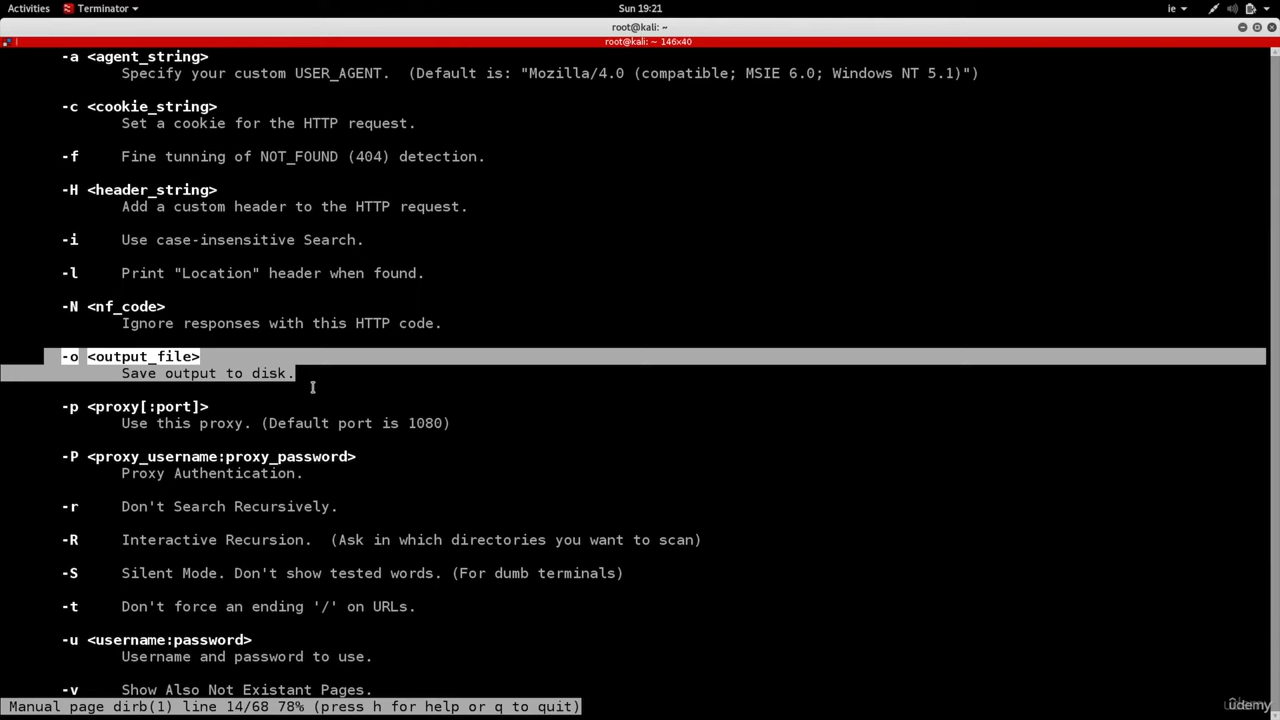 Activities Terminator Sun 19:21 ie
root@kali: ~
root@kali: ~ 146x40
-a <agent_string>
Specify your custom USER_AGENT. (Default is: "Mozilla/4.0 (compatible; MSIE 6.0; Windows NT 5.1)")
-c <cookie_string>
Set a cookie for the HTTP request.
-f Fine tunning of NOT_FOUND (404) detection.
-H <header_string>
Add a custom header to the HTTP request.
-i Use case-insensitive Search.
-l Print "Location" header when found.
-N <nf_code>
Ignore responses with this HTTP code.
-o <output_file>
Save output to disk.
-p <proxy[:port]>
Use this proxy. (Default port is 1080)
-P <proxy_username:proxy_password>
Proxy Authentication.
-r Don't Search Recursively.
-R Interactive Recursion. (Ask in which directories you want to scan)
-S Silent Mode. Don't show tested words. (For dumb terminals)
-t Don't force an ending '/' on URLs.
-u <username:password>
Username and password to use.
-v Show Also Not Existant Pages.
Manual page dirb(1) line 14/68 78% (press h for help or q to quit)
udemy